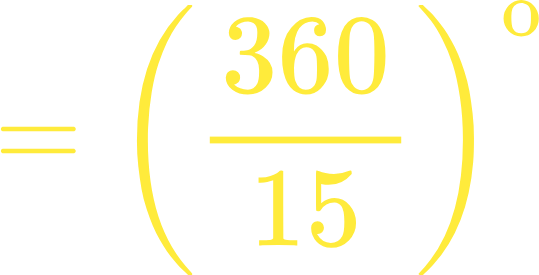 = (360/15)°